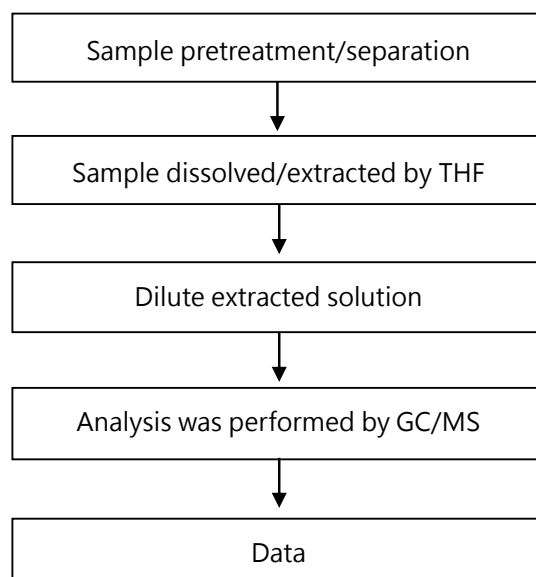 Sample pretreatment/separation
Sample dissolved/extracted by THF
Dilute extracted solution
Analysis was performed by GC/MS
Data